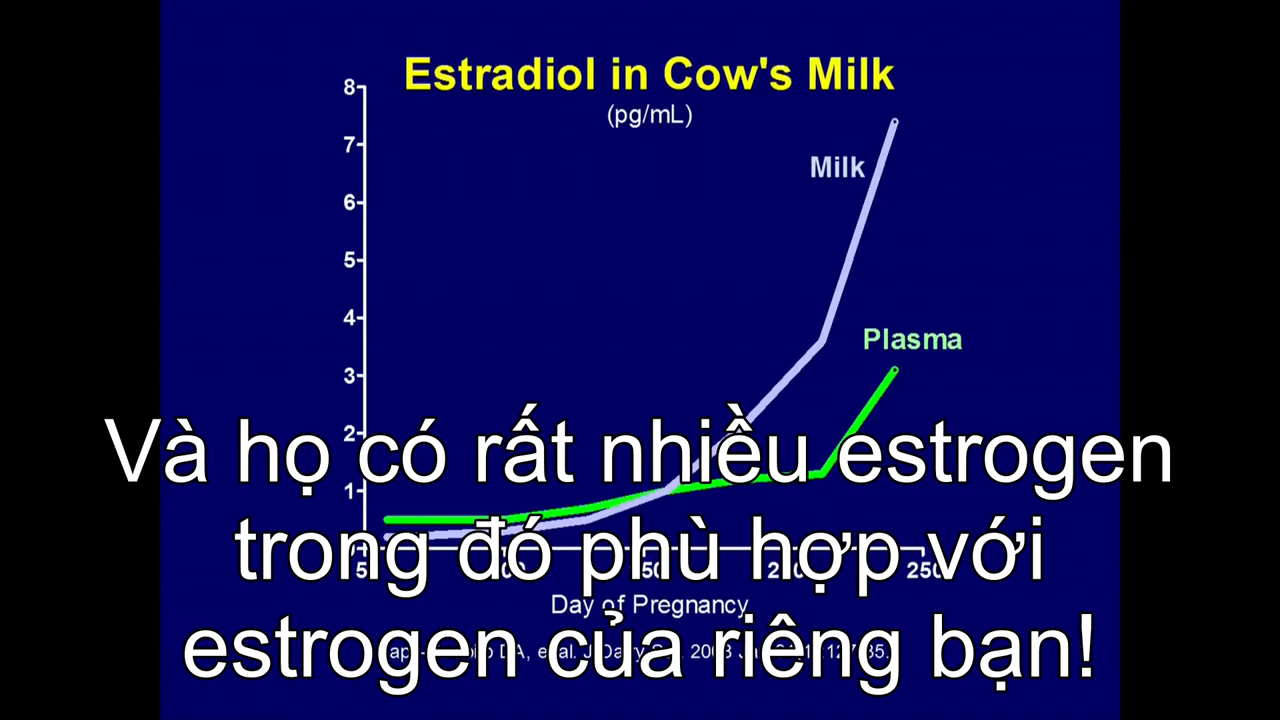 Estradiol in Cow's Milk
(pg/mL)
8
7
6
5
4
3
2
1
Milk
Plasma
250
Day of Pregnancy
Và họ có rất nhiều estrogen
trong đó phù hợp với
estrogen của riêng bạn!